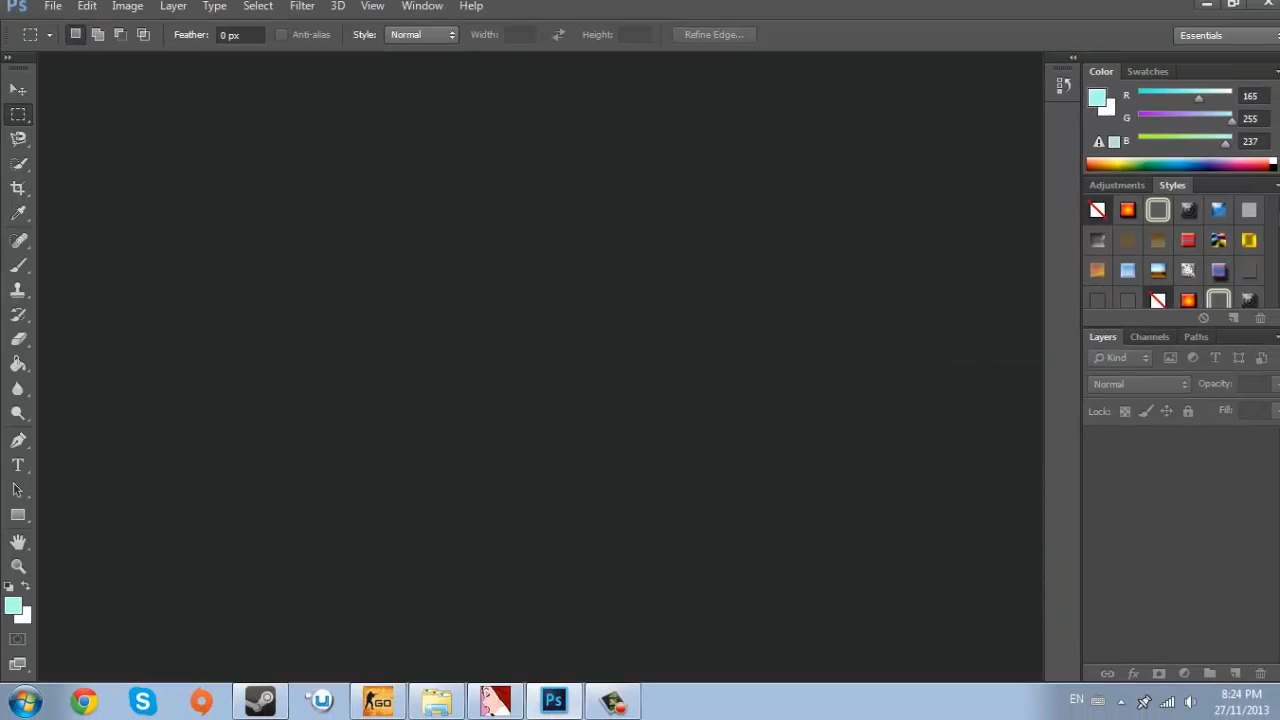 Ps File Edit Image Layer Type Select Filter 3D View Window Help
Feather: 0 px Anti-alias Style: Normal Width: Height: Refine Edge... Essentials
Color Swatches
R 165
G 255
B 237
Adjustments Styles
Layers Channels Paths
Kind T
Normal Opacity:
Lock: Fill:
T
fx
S u GO Ps EN 8:24 PM
27/11/2013